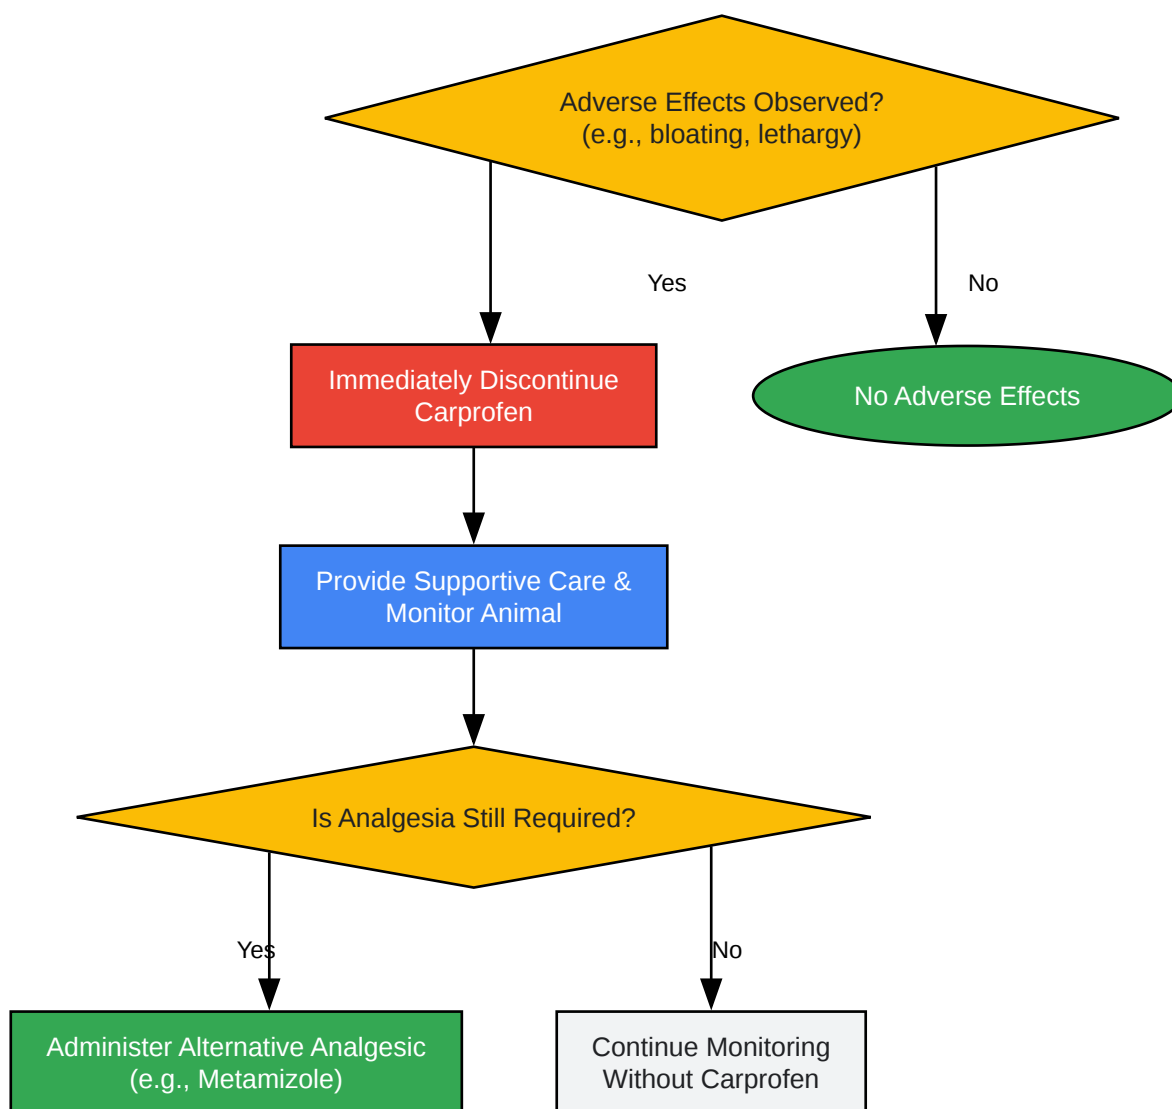 Adverse Effects Observed?
(e.g., bloating, lethargy)
Yes
No
Immediately Discontinue
Carprofen
No Adverse Effects
Provide Supportive Care &
Monitor Animal
Is Analgesia Still Required?
Yes
No
Administer Alternative Analgesic
(e.g., Metamizole)
Continue Monitoring
Without Carprofen